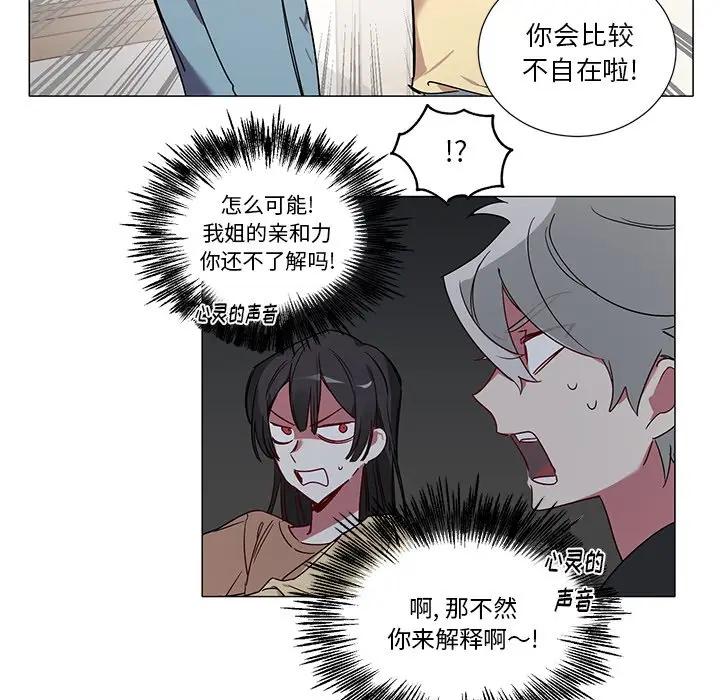 你会比较
不自在啦!
!?
怎么可能!
我姐的亲和力
你还不了解吗!
心灵的声音
心灵的
声音
啊, 那不然
你来解释啊～!